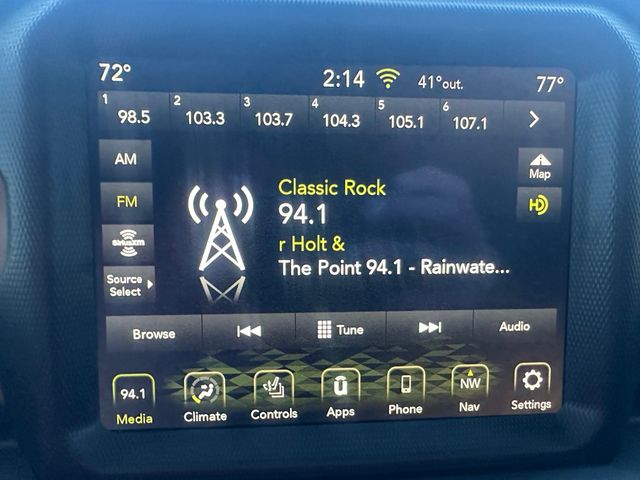 72° 2:14 41°out. 77°
1 2 3 4 5 6
98.5 103.3 103.7 104.3 105.1 107.1
AM
Map
FM
HD
SiriusXM
Source
Select
Classic Rock
94.1
r Holt &
The Point 94.1 - Rainwate...
Browse Tune Audio
94.1 NW
Media Climate Controls Apps Phone Nav Settings